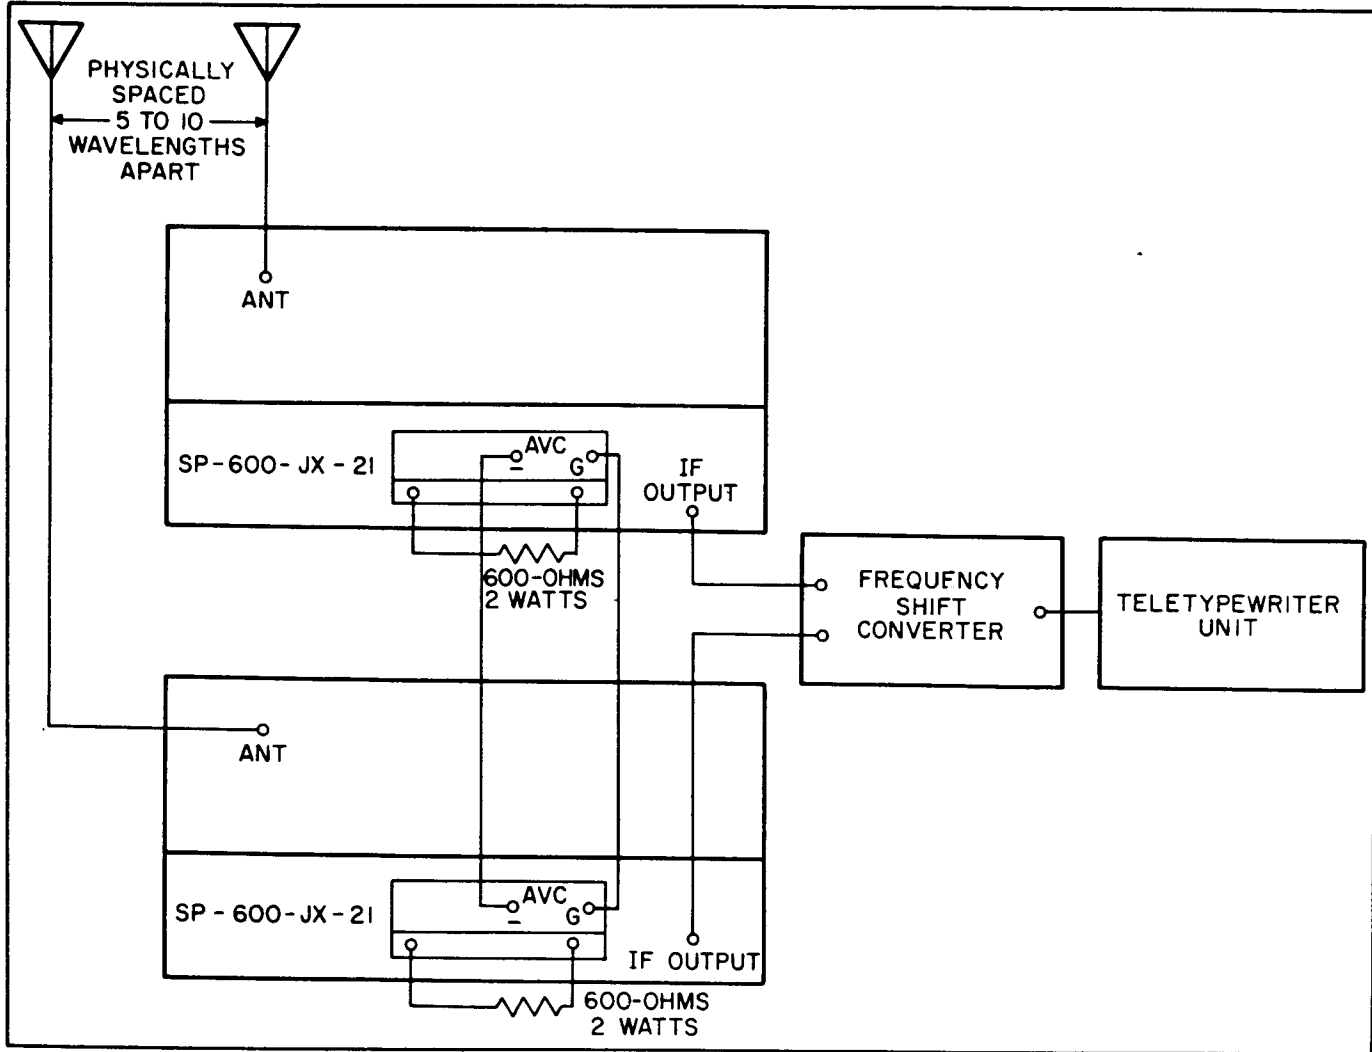 PHYSICALLY
SPACED
5 TO 10
WAVELENGTHS
APART
ANT
SP-600-JX-21
AVC
-
G
IF
OUTPUT
600-OHMS
2 WATTS
FREQUENCY
SHIFT
CONVERTER
TELETYPEWRITER
UNIT
ANT
SP-600-JX-21
AVC
-
G
IF OUTPUT
600-OHMS
2 WATTS